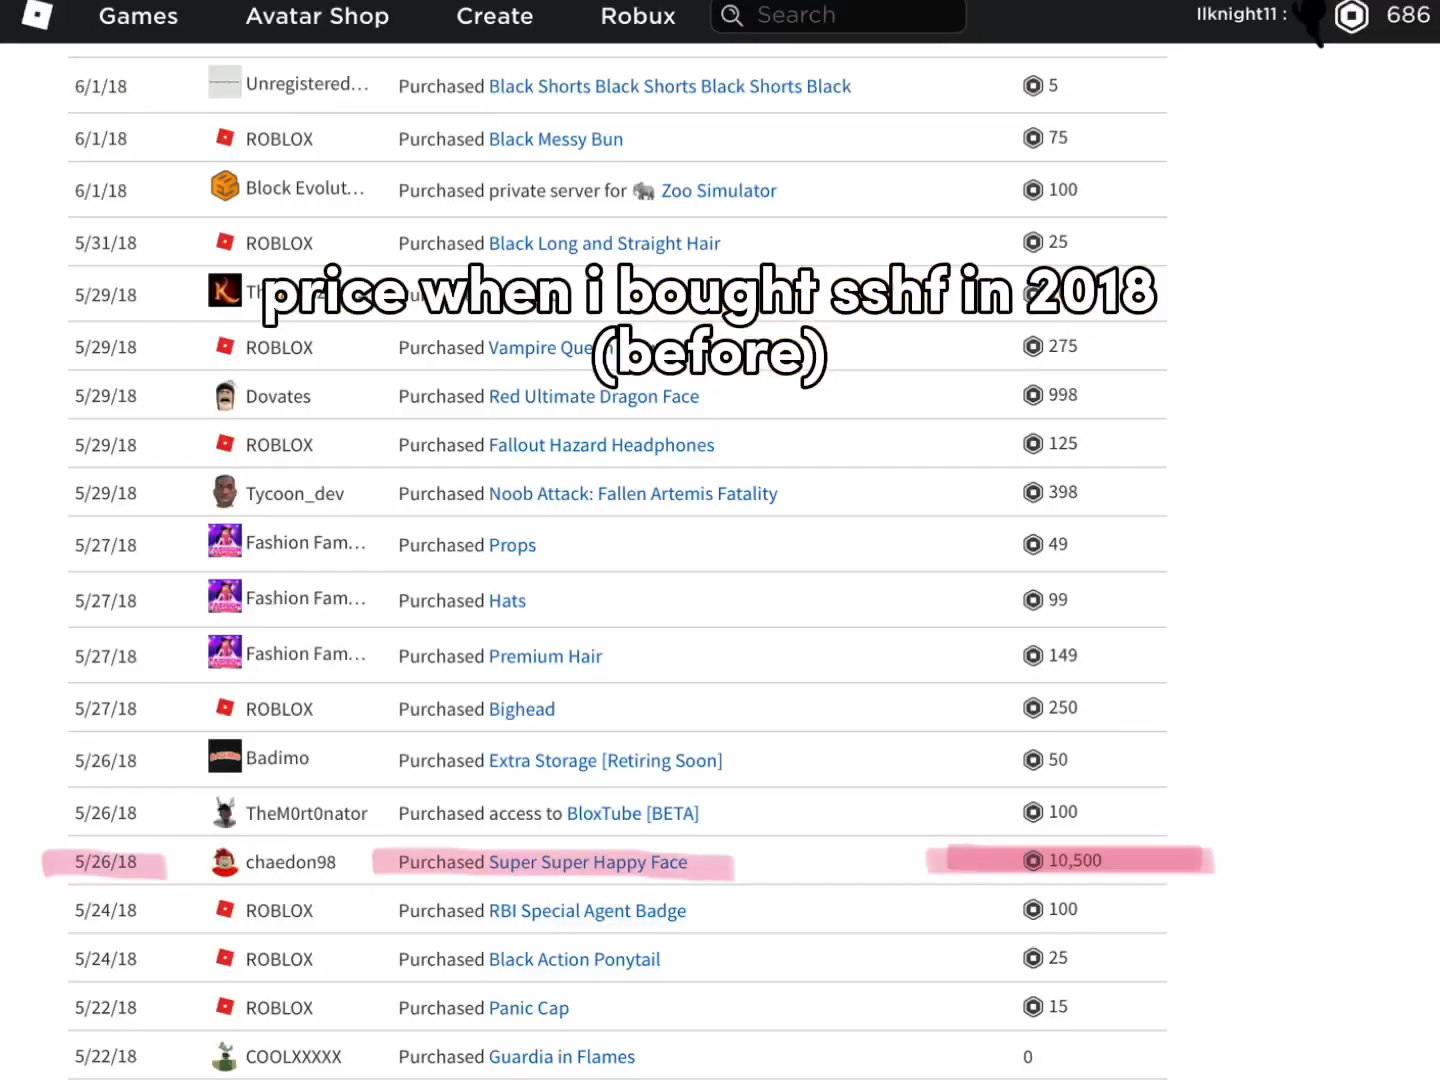 Games Avatar Shop Create Robux Search llknight11 : 686
6/1/18 Unregistered... Purchased Black Shorts Black Shorts Black Shorts Black 5
6/1/18 ROBLOX Purchased Black Messy Bun 75
6/1/18 Block Evolut... Purchased private server for 🐘 Zoo Simulator 100
5/31/18 ROBLOX Purchased Black Long and Straight Hair 25
price when i bought sshf in 2018
(before)
5/29/18
5/29/18 ROBLOX Purchased Vampire 275
5/29/18 Dovates Purchased Red Ultimate Dragon Face 998
5/29/18 ROBLOX Purchased Fallout Hazard Headphones 125
5/29/18 Tycoon_dev Purchased Noob Attack: Fallen Artemis Fatality 398
5/27/18 Fashion Fam... Purchased Props 49
5/27/18 Fashion Fam... Purchased Hats 99
5/27/18 Fashion Fam... Purchased Premium Hair 149
5/27/18 ROBLOX Purchased Bighead 250
5/26/18 Badimo Purchased Extra Storage [Retiring Soon] 50
5/26/18 TheM0rt0nator Purchased access to BloxTube [BETA] 100
5/26/18 chaedon98 Purchased Super Super Happy Face 10,500
5/24/18 ROBLOX Purchased RBI Special Agent Badge 100
5/24/18 ROBLOX Purchased Black Action Ponytail 25
5/22/18 ROBLOX Purchased Panic Cap 15
5/22/18 COOLXXXXX Purchased Guardia in Flames 0